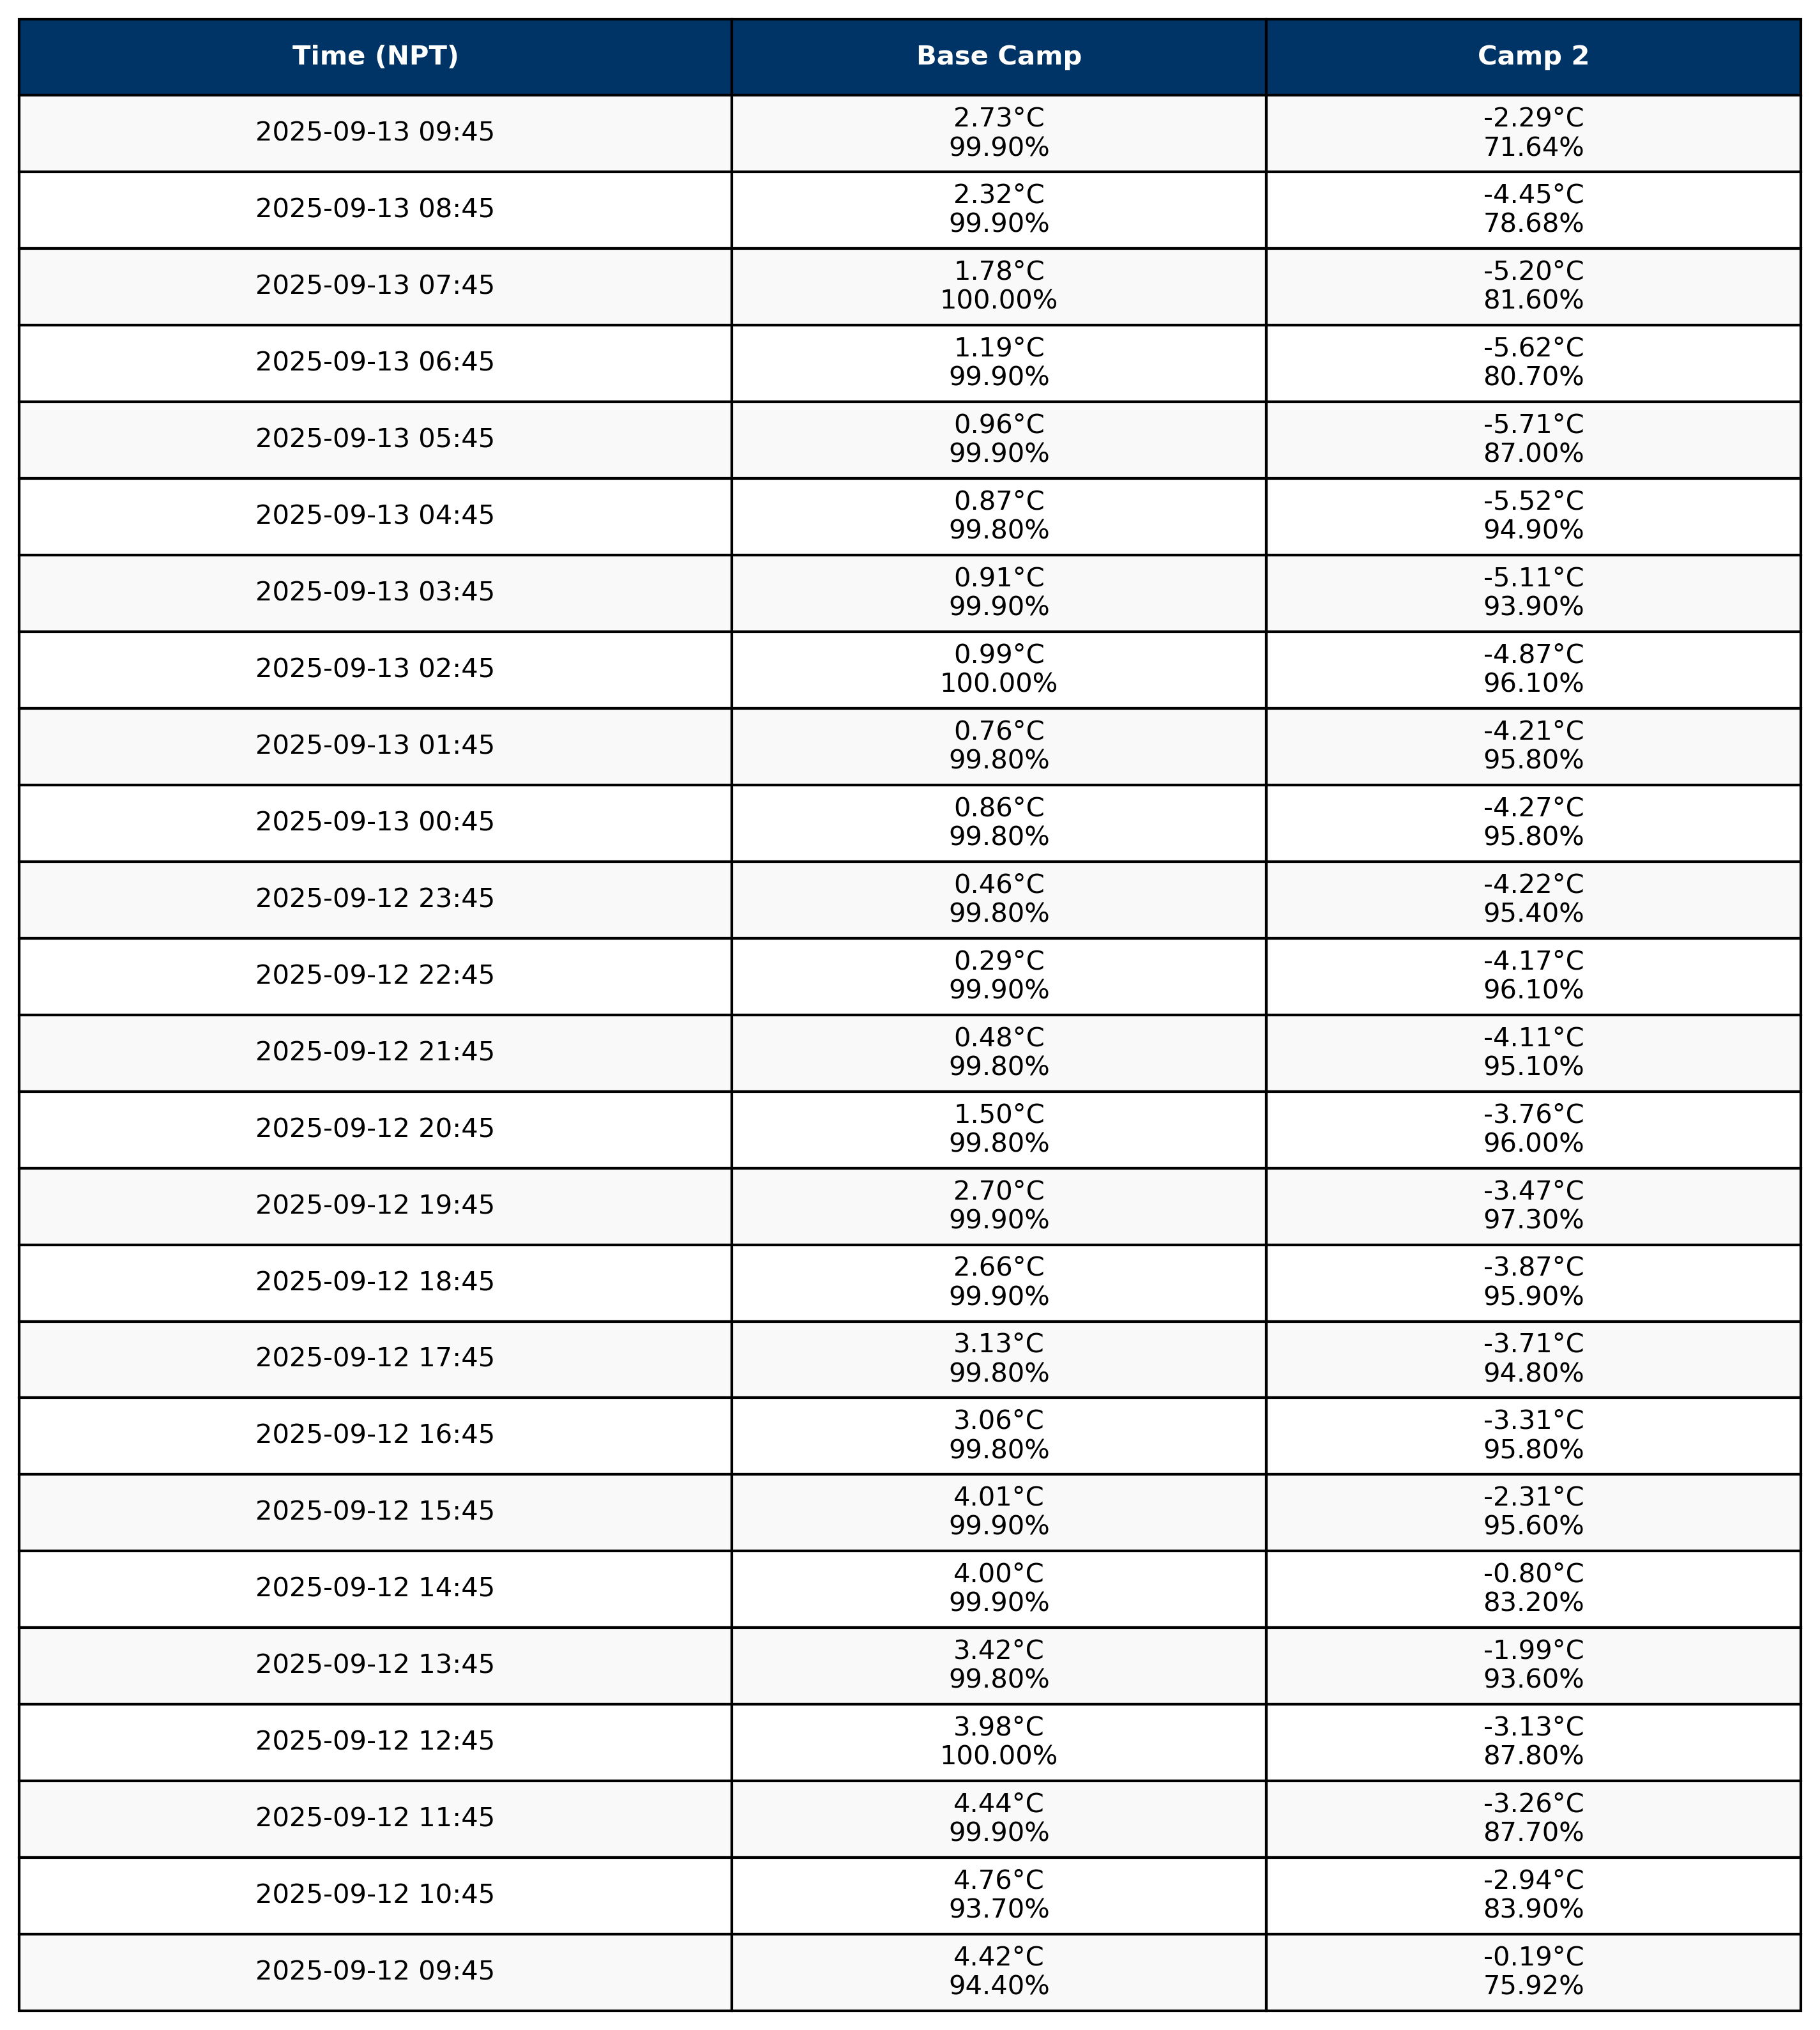 Time (NPT) Base Camp Camp 2
2025-09-13 09:45 2.73°C -2.29°C
99.90% 71.64%
2025-09-13 08:45 2.32°C -4.45°C
99.90% 78.68%
2025-09-13 07:45 1.78°C -5.20°C
100.00% 81.60%
2025-09-13 06:45 1.19°C -5.62°C
99.90% 80.70%
2025-09-13 05:45 0.96°C -5.71°C
99.90% 87.00%
2025-09-13 04:45 0.87°C -5.52°C
99.80% 94.90%
2025-09-13 03:45 0.91°C -5.11°C
99.90% 93.90%
2025-09-13 02:45 0.99°C -4.87°C
100.00% 96.10%
2025-09-13 01:45 0.76°C -4.21°C
99.80% 95.80%
2025-09-13 00:45 0.86°C -4.27°C
99.80% 95.80%
2025-09-12 23:45 0.46°C -4.22°C
99.80% 95.40%
2025-09-12 22:45 0.29°C -4.17°C
99.90% 96.10%
2025-09-12 21:45 0.48°C -4.11°C
99.80% 95.10%
2025-09-12 20:45 1.50°C -3.76°C
99.80% 96.00%
2025-09-12 19:45 2.70°C -3.47°C
99.90% 97.30%
2025-09-12 18:45 2.66°C -3.87°C
99.90% 95.90%
2025-09-12 17:45 3.13°C -3.71°C
99.80% 94.80%
2025-09-12 16:45 3.06°C -3.31°C
99.80% 95.80%
2025-09-12 15:45 4.01°C -2.31°C
99.90% 95.60%
2025-09-12 14:45 4.00°C -0.80°C
99.90% 83.20%
2025-09-12 13:45 3.42°C -1.99°C
99.80% 93.60%
2025-09-12 12:45 3.98°C -3.13°C
100.00% 87.80%
2025-09-12 11:45 4.44°C -3.26°C
99.90% 87.70%
2025-09-12 10:45 4.76°C -2.94°C
93.70% 83.90%
2025-09-12 09:45 4.42°C -0.19°C
94.40% 75.92%